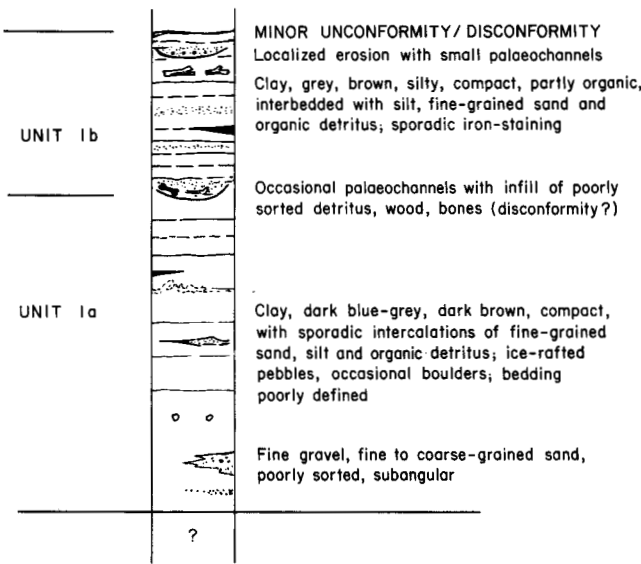 MINOR UNCONFORMITY/ DISCONFORMITY
Localized erosion with small palaeochannels
Clay, grey, brown, silty, compact, partly organic,
interbedded with silt, fine-grained sand and
organic detritus; sporadic iron-staining
UNIT 1b
Occasional palaeochannels with infill of poorly
sorted detritus, wood, bones (disconformity?)
UNIT 1a
Clay, dark blue-grey, dark brown, compact,
with sporadic intercalations of fine-grained
sand, silt and organic detritus; ice-rafted
pebbles, occasional boulders; bedding
poorly defined
Fine gravel, fine to coarse-grained sand,
poorly sorted, subangular
?